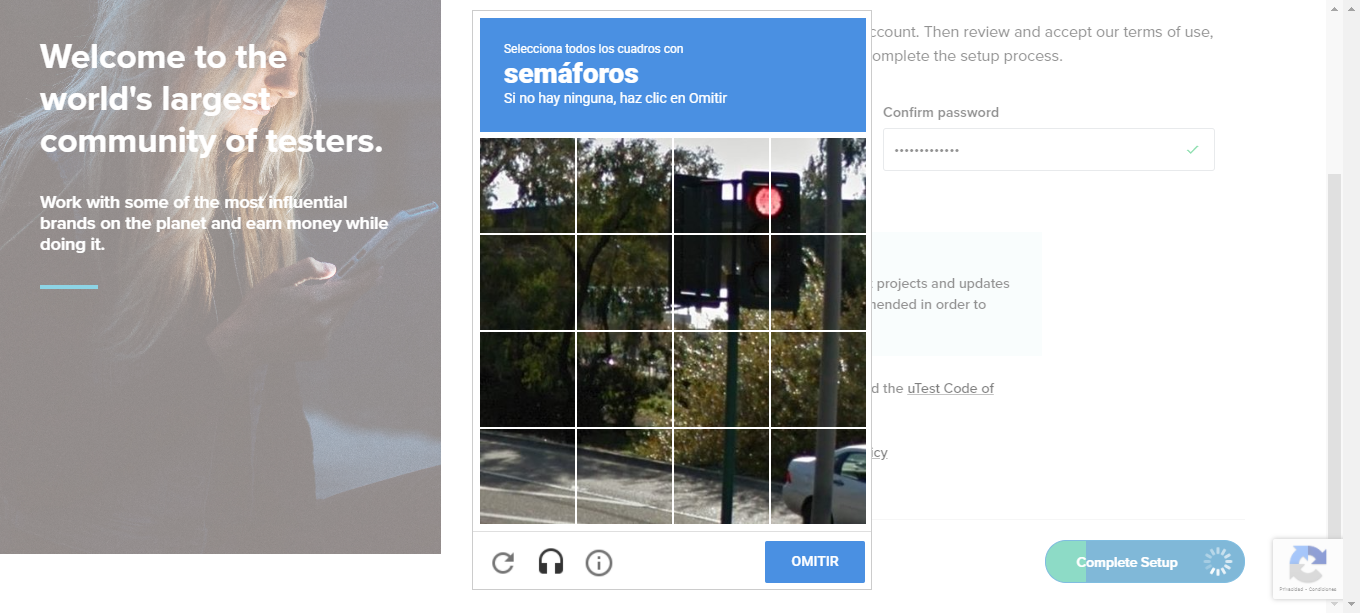 Welcome to the
world's largest
community of testers.
Work with some of the most influential
brands on the planet and earn money while
doing it.
Selecciona todos los cuadros con
semáforos
Si no hay ninguna, haz clic en Omitir
OMITIR
ccount. Then review and accept our terms of use,
omplete the setup process.
Confirm password
•••••••••••••
projects and updates
mended in order to
d the uTest Code of
icy
Complete Setup
Privacidad - Condiciones